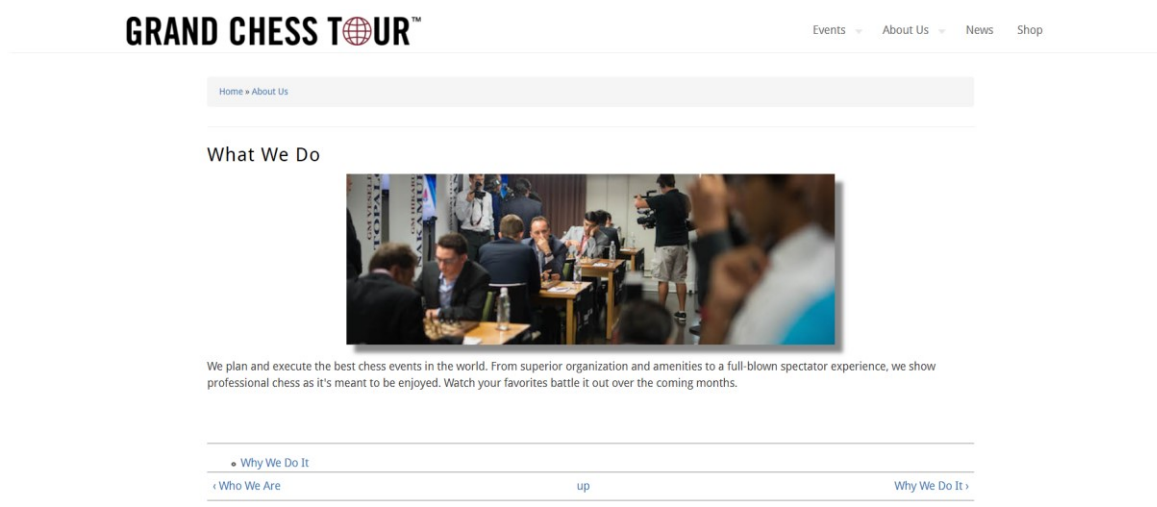 GRAND CHESS TOUR™
Events About Us News Shop
Home » About Us
What We Do
TOPAL
We plan and execute the best chess events in the world. From superior organization and amenities to a full-blown spectator experience, we show
professional chess as it's meant to be enjoyed. Watch your favorites battle it out over the coming months.
Why We Do It
‹ Who We Are up Why We Do It ›